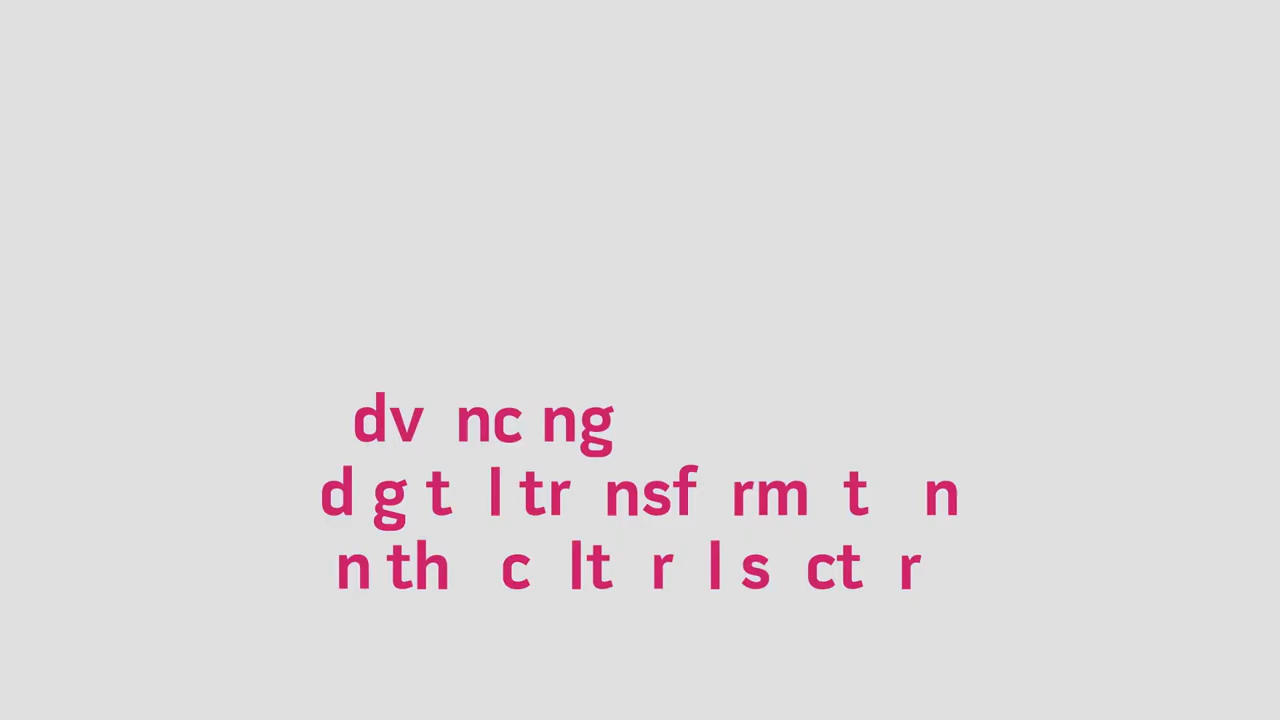 dv nc ng
d g t l tr nsf rm t n
n th c lt r l s ct r